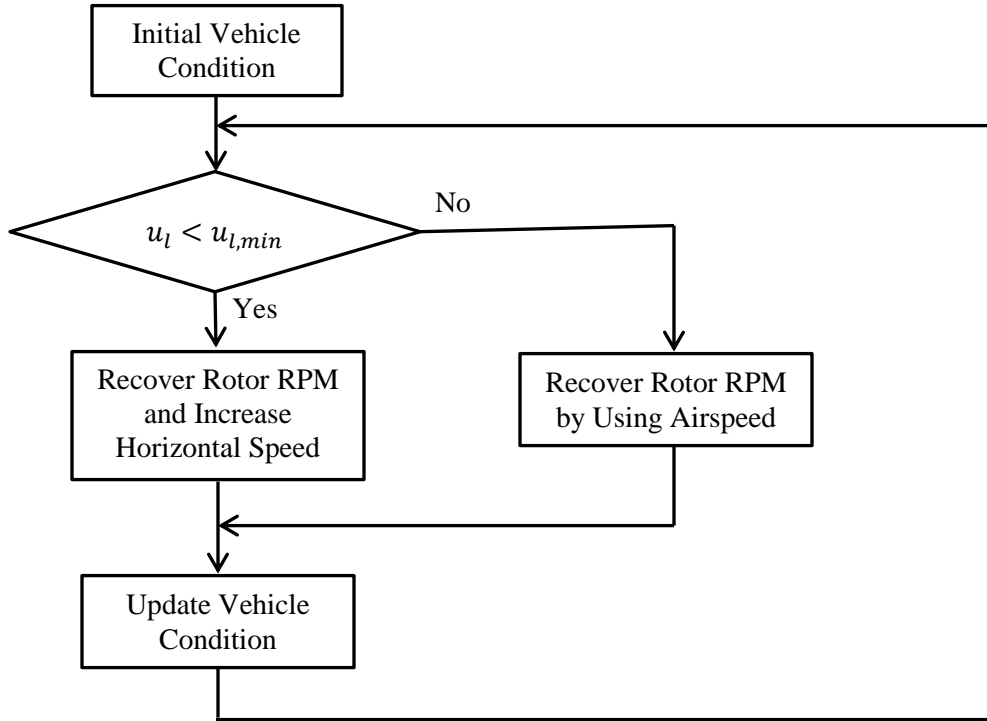 Initial Vehicle
Condition
No
u_l < u_{l,min}
Yes
Recover Rotor RPM
and Increase
Horizontal Speed
Recover Rotor RPM
by Using Airspeed
Update Vehicle
Condition